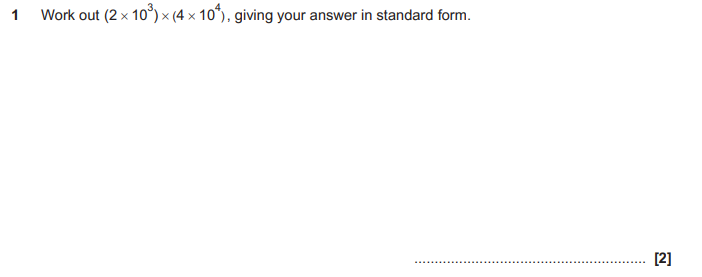 1 Work out (2 × 10³) × (4 × 10⁴), giving your answer in standard form.
.......................................................... [2]